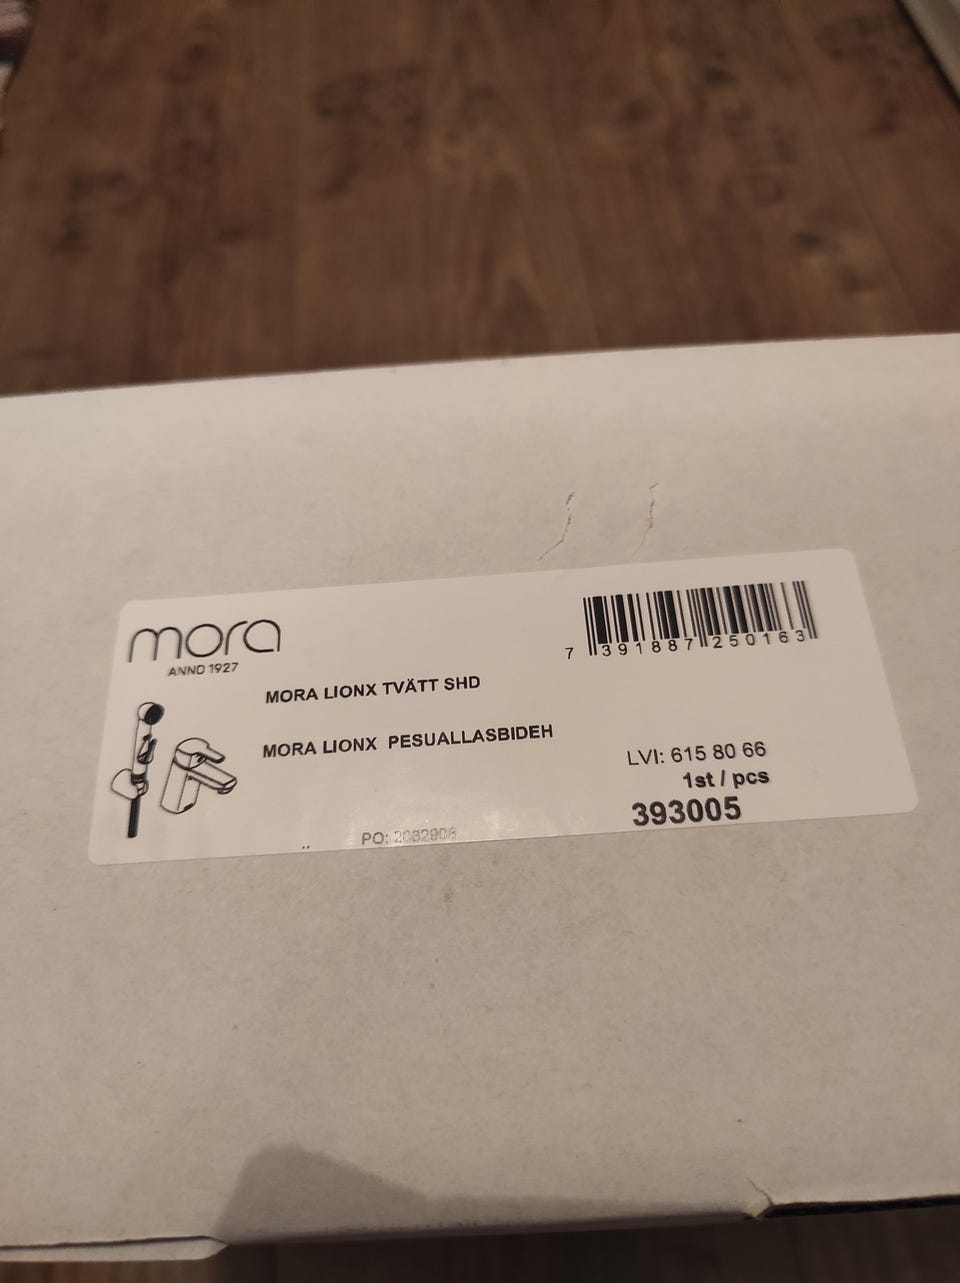 mora
ANNO 1927
7 391887 250163
MORA LIONX TVÄTT SHD
MORA LIONX PESUALLASBIDEH
LVI: 615 80 66
1st / pcs
393005
PO: